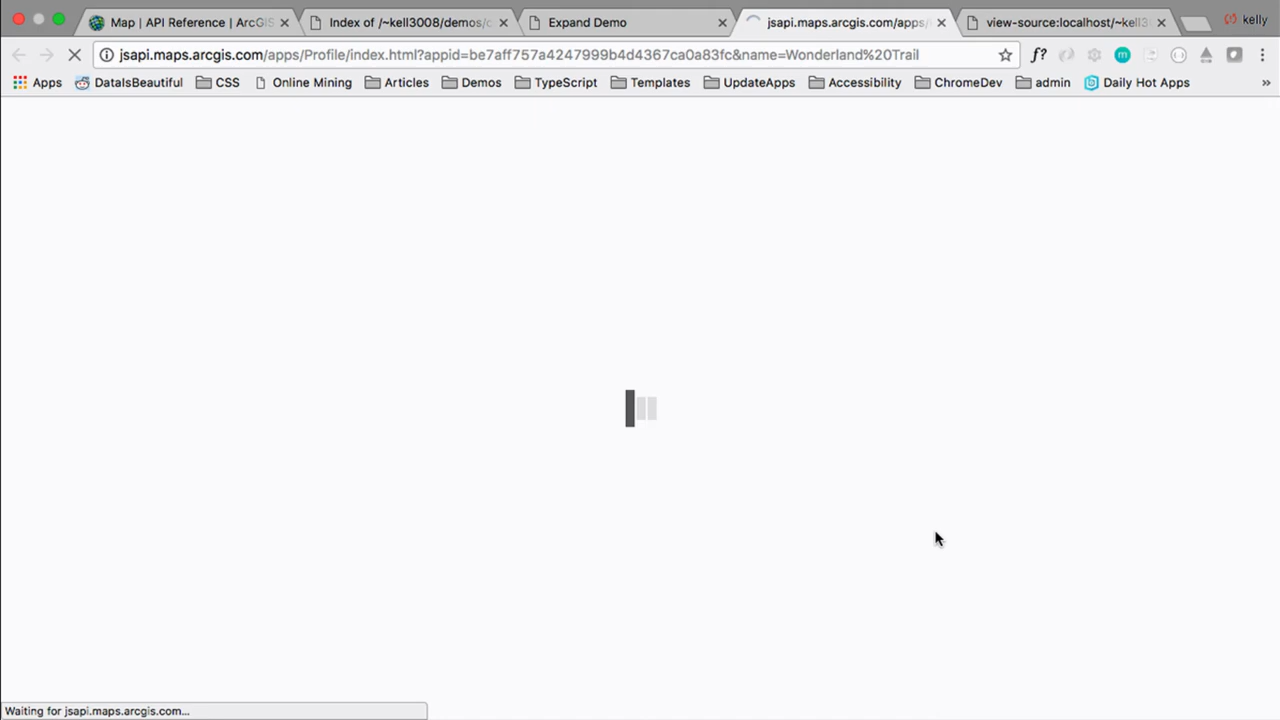 Map | API Reference | ArcGIS
Index of /~kell3008/demos/c
Expand Demo
jsapi.maps.arcgis.com/apps/
view-source:localhost/~kell3
kelly
jsapi.maps.arcgis.com/apps/Profile/index.html?appid=be7aff757a4247999b4d4367ca0a83fc&name=Wonderland%20Trail
f?
m
Apps
DataIsBeautiful
CSS
Online Mining
Articles
Demos
TypeScript
Templates
UpdateApps
Accessibility
ChromeDev
admin
Daily Hot Apps
»
Waiting for jsapi.maps.arcgis.com...